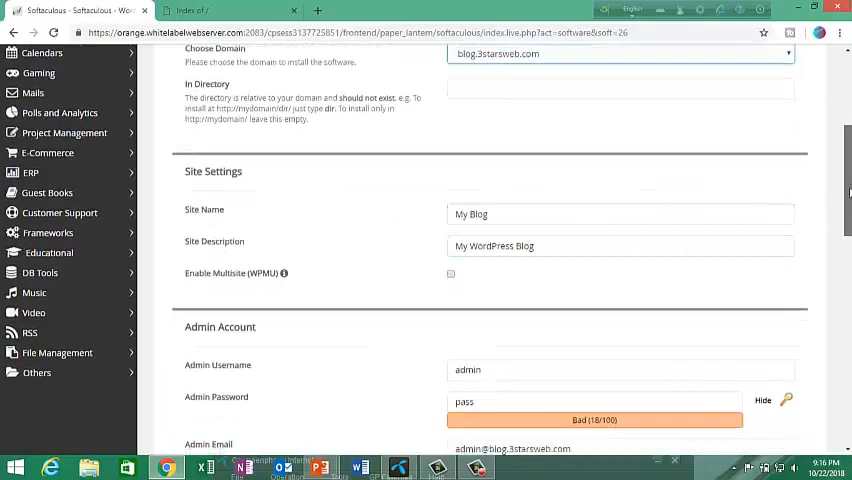 Softaculous - Softaculous - Wor
Index of /
English
https://orange.whitelabelwebserver.com:2083/cpsess3137725851/frontend/paper_lantern/softaculous/index.live.php?act=software&soft=26
Calendars
Gaming
Mails
Polls and Analytics
Project Management
E-Commerce
ERP
Guest Books
Customer Support
Frameworks
Educational
DB Tools
Music
Video
RSS
File Management
Others
Choose Domain
Please choose the domain to install the software.
blog.3starsweb.com
In Directory
The directory is relative to your domain and should not exist. e.g. To
install at http://mydomain/dir/ just type dir. To install only in
http://mydomain/ leave this empty.
Site Settings
Site Name
My Blog
Site Description
My WordPress Blog
Enable Multisite (WPMU)
Admin Account
Admin Username
admin
Admin Password
pass
Hide
Bad (18/100)
Admin Email
admin@blog.3starsweb.com
9:16 PM
10/22/2018